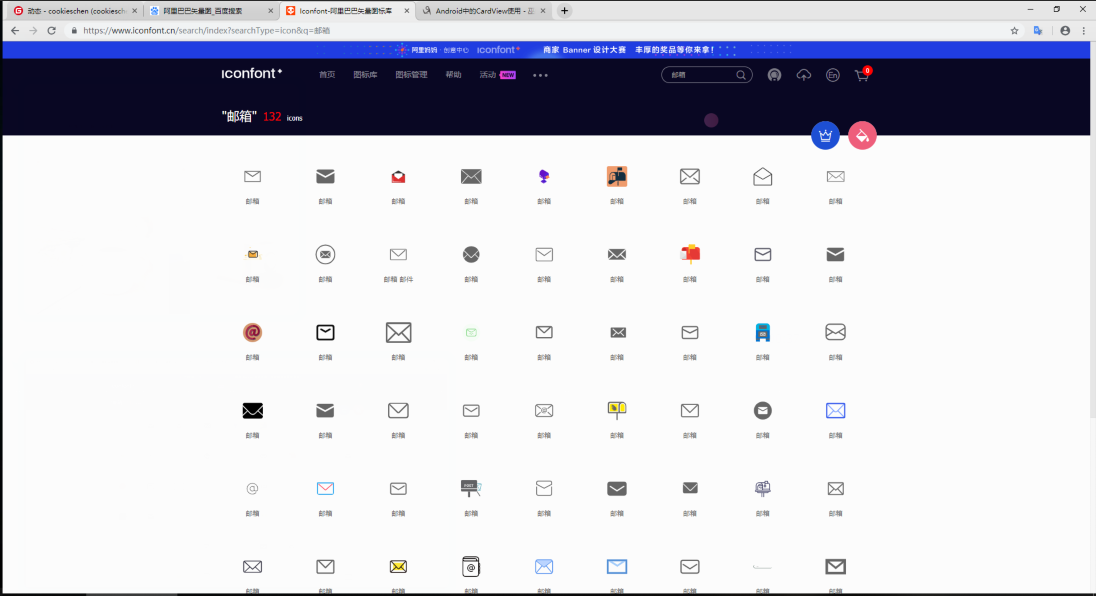 动态 - cookieschen (cookiesch
阿里巴巴矢量图_百度搜索
Iconfont-阿里巴巴矢量图标库
Android中的CardView使用 - 
https://www.iconfont.cn/search/index?searchType=icon&q=邮箱
阿里妈妈 · 创意中心 iconfont+ 商家 Banner 设计大赛 丰厚的奖品等你来拿！
iconfont+ 首页 图标库 图标管理 帮助 活动 NEW 邮箱 En 0
"邮箱" 132 icons
邮箱 邮箱 邮箱 邮箱 邮箱 邮箱 邮箱 邮箱 邮箱
邮箱 邮箱 邮箱 邮件 邮箱 邮箱 邮箱 邮箱 邮箱 邮箱
邮箱 邮箱 邮箱 邮箱 邮箱 邮箱 邮箱 邮箱 邮箱
邮箱 邮箱 邮箱 邮箱 邮箱 邮箱 邮箱 邮箱 邮箱
邮箱 邮箱 邮箱 邮箱 邮箱 邮箱 邮箱 邮箱 邮箱
邮箱 邮箱 邮箱 邮箱 邮箱 邮箱 邮箱 邮箱 邮箱